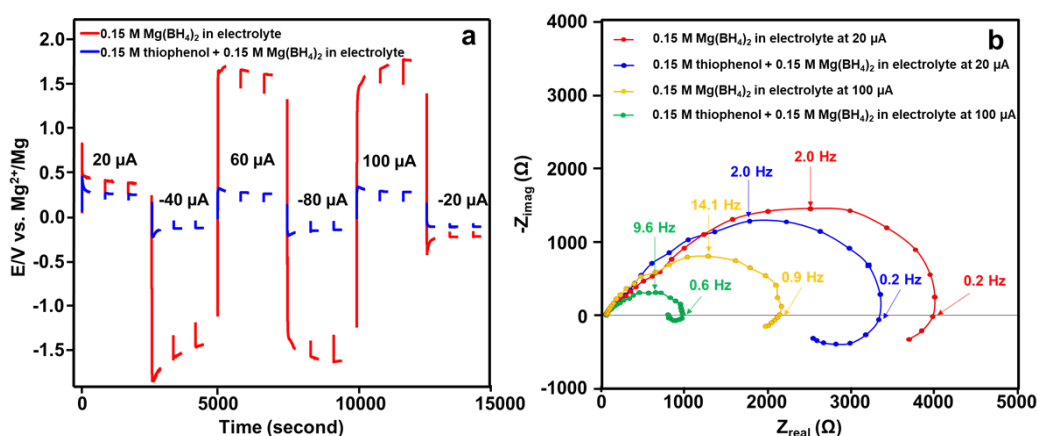 a
0.15 M Mg(BH₄)₂ in electrolyte
0.15 M thiophenol + 0.15 M Mg(BH₄)₂ in electrolyte
E/V vs. Mg²⁺/Mg
2.0
1.5
1.0
0.5
0.0
-0.5
-1.0
-1.5
20 µA
-40 µA
60 µA
-80 µA
100 µA
-20 µA
0
5000
10000
15000
Time (second)
b
0.15 M Mg(BH₄)₂ in electrolyte at 20 µA
0.15 M thiophenol + 0.15 M Mg(BH₄)₂ in electrolyte at 20 µA
0.15 M Mg(BH₄)₂ in electrolyte at 100 µA
0.15 M thiophenol + 0.15 M Mg(BH₄)₂ in electrolyte at 100 µA
-Zimag (Ω)
4000
3000
2000
1000
0
-1000
2.0 Hz
2.0 Hz
14.1 Hz
9.6 Hz
0.6 Hz
0.9 Hz
0.2 Hz
0.2 Hz
0
1000
2000
3000
4000
5000
Zreal (Ω)